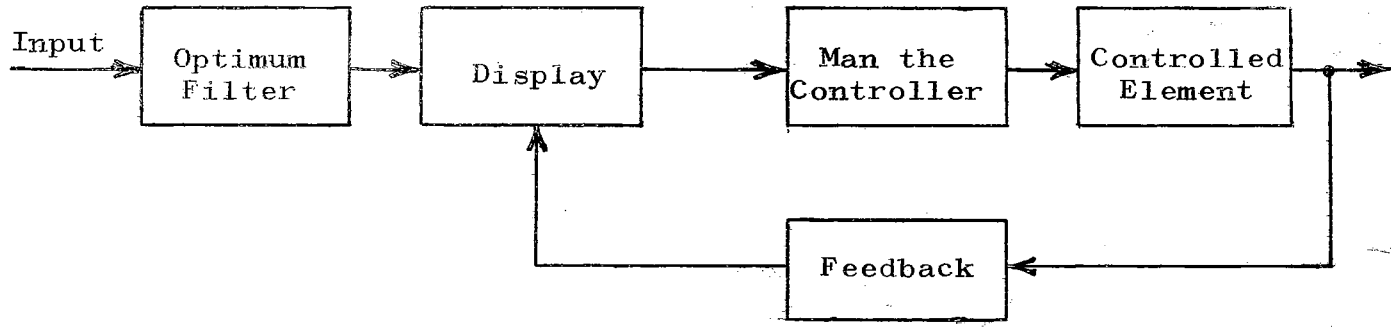 Input
Optimum
Filter
Display
Man the
Controller
Controlled
Element
Feedback